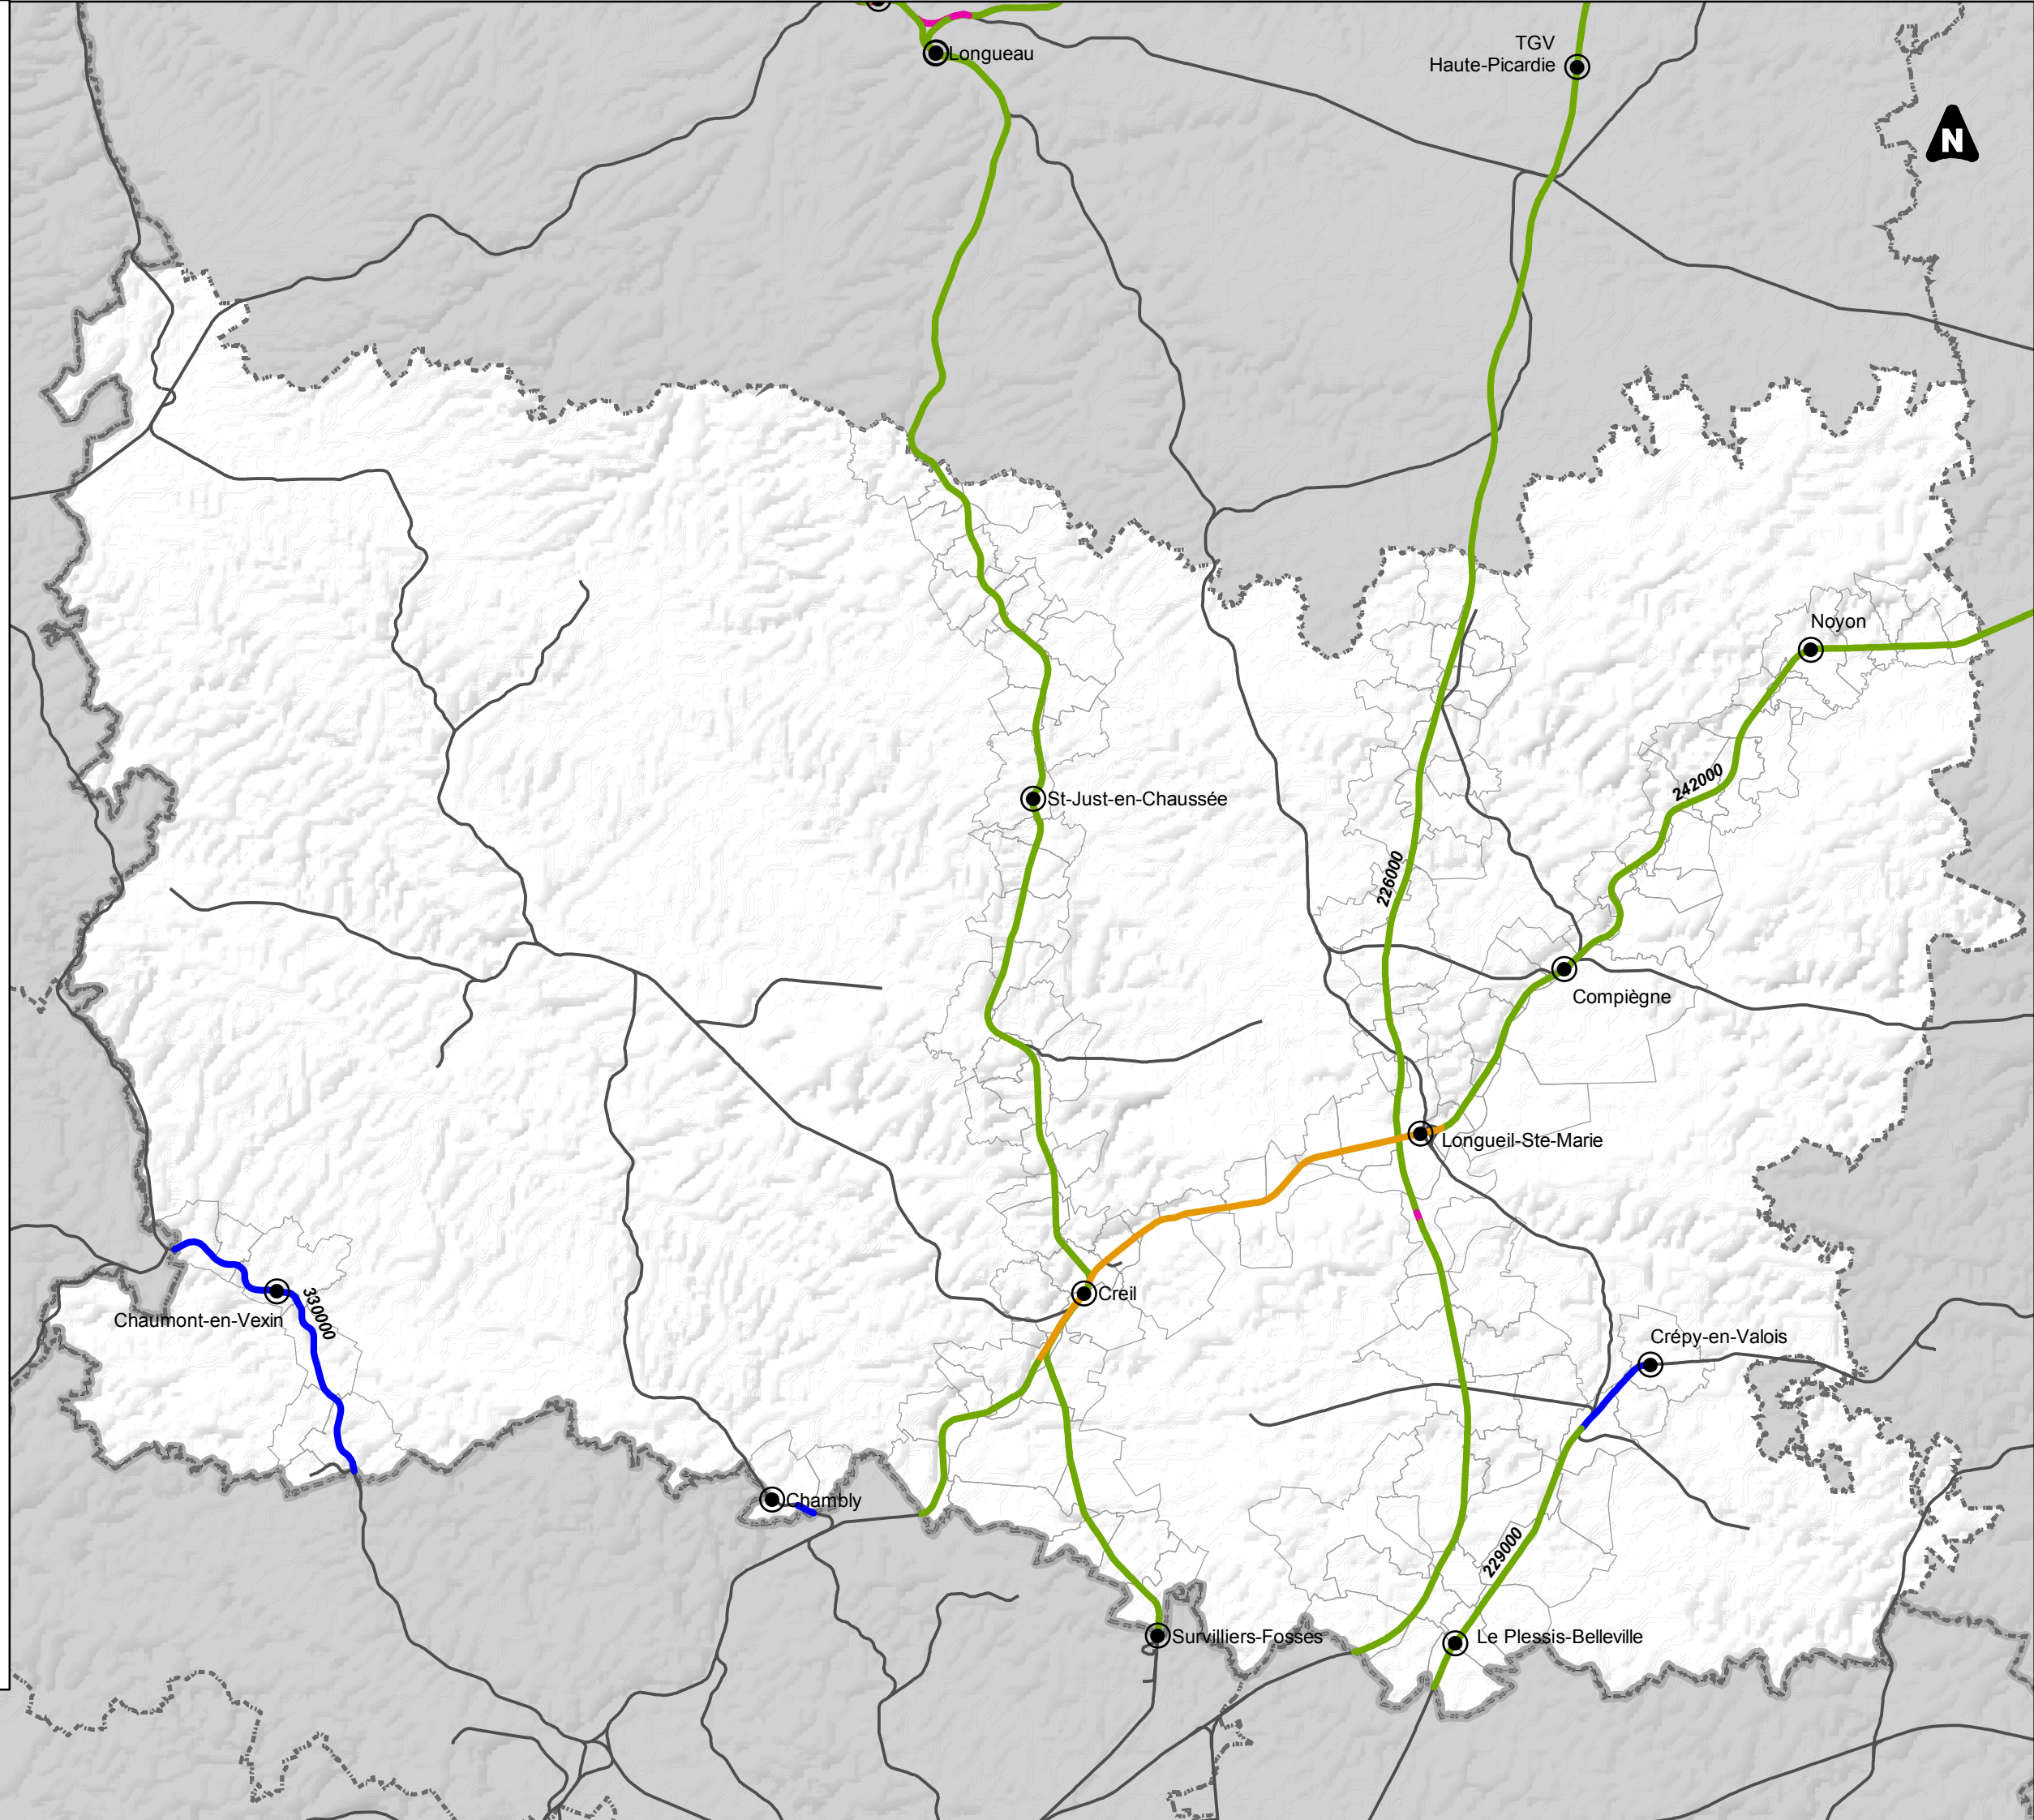 Longueau
TGV
Haute-Picardie
N
Noyon
242000
St-Just-en-Chaussée
226000
Compiègne
Longueil-Ste-Marie
Creil
Chaumont-en-Vexin
330000
Crépy-en-Valois
Chambly
229000
Survilliers-Fosses
Le Plessis-Belleville